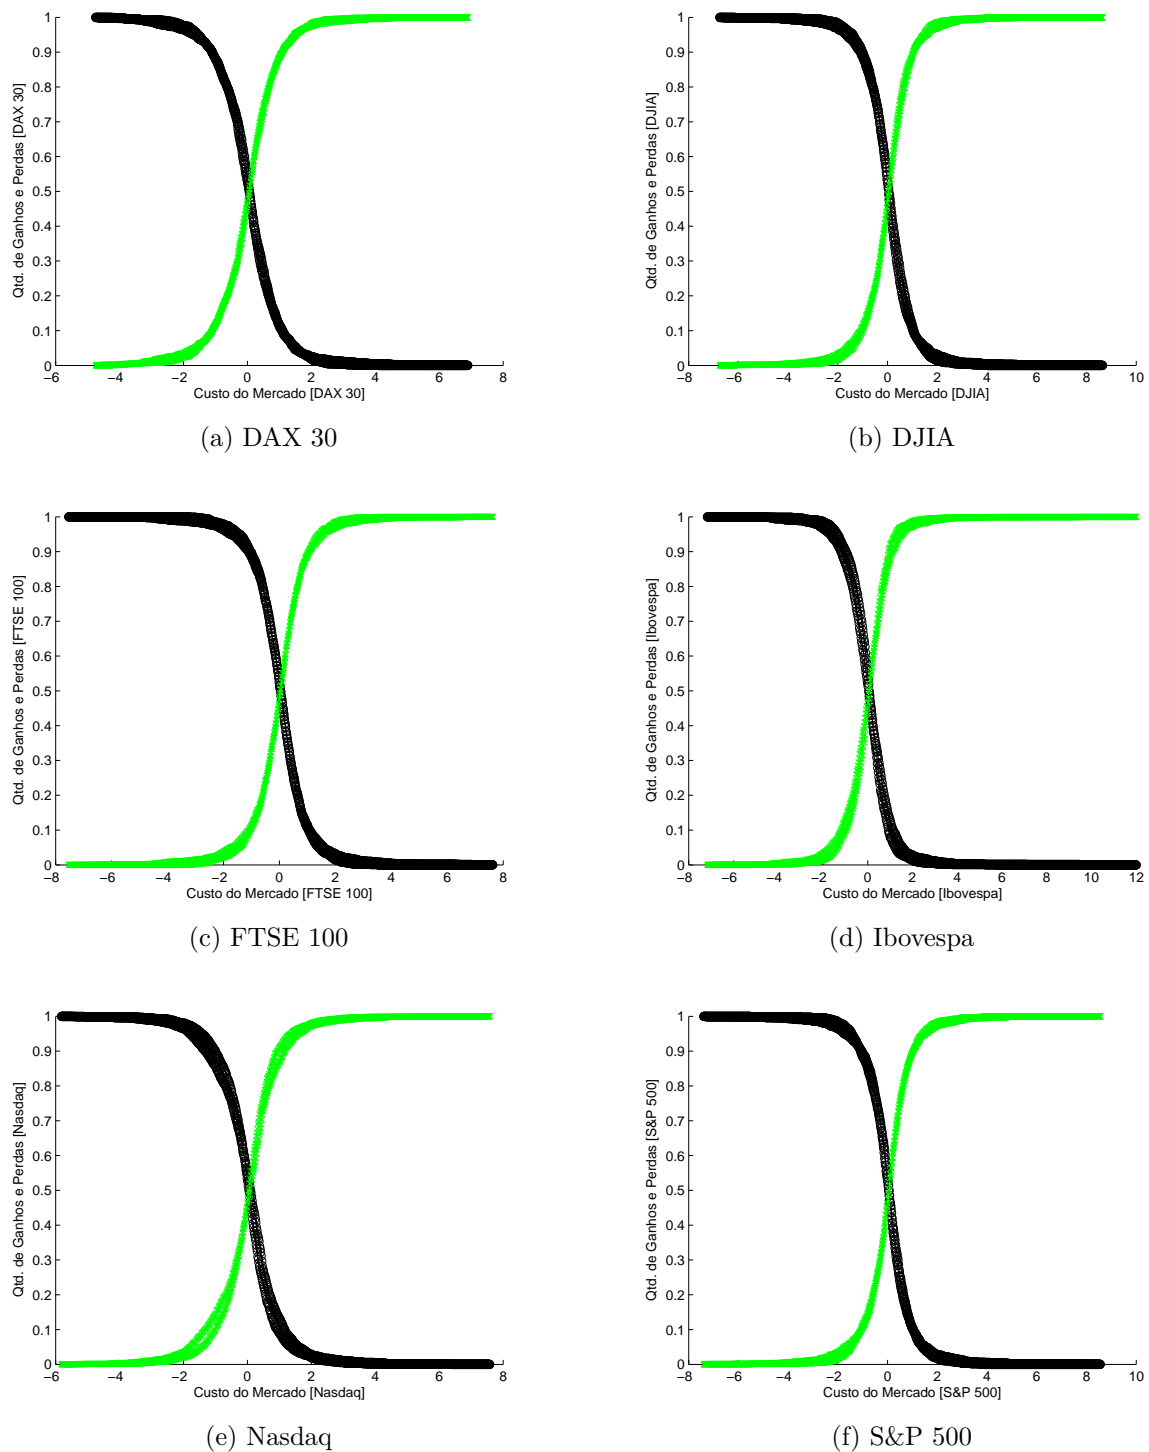 1
0.9
0.8
0.7
0.6
0.5
0.4
0.3
0.2
0.1
0
Qtd. de Ganhos e Perdas [DAX 30]
−6 −4 −2 0 2 4 6 8
Custo do Mercado [DAX 30]
(a) DAX 30
1
0.9
0.8
0.7
0.6
0.5
0.4
0.3
0.2
0.1
0
Qtd. de Ganhos e Perdas [DJIA]
−8 −6 −4 −2 0 2 4 6 8 10
Custo do Mercado [DJIA]
(b) DJIA
1
0.9
0.8
0.7
0.6
0.5
0.4
0.3
0.2
0.1
0
Qtd. de Ganhos e Perdas [FTSE 100]
−8 −6 −4 −2 0 2 4 6 8
Custo do Mercado [FTSE 100]
(c) FTSE 100
1
0.9
0.8
0.7
0.6
0.5
0.4
0.3
0.2
0.1
0
Qtd. de Ganhos e Perdas [Ibovespa]
−8 −6 −4 −2 0 2 4 6 8 10 12
Custo do Mercado [Ibovespa]
(d) Ibovespa
1
0.9
0.8
0.7
0.6
0.5
0.4
0.3
0.2
0.1
0
Qtd. de Ganhos e Perdas [Nasdaq]
−6 −4 −2 0 2 4 6 8
Custo do Mercado [Nasdaq]
(e) Nasdaq
1
0.9
0.8
0.7
0.6
0.5
0.4
0.3
0.2
0.1
0
Qtd. de Ganhos e Perdas [S&P 500]
−8 −6 −4 −2 0 2 4 6 8 10
Custo do Mercado [S&P 500]
(f) S&P 500